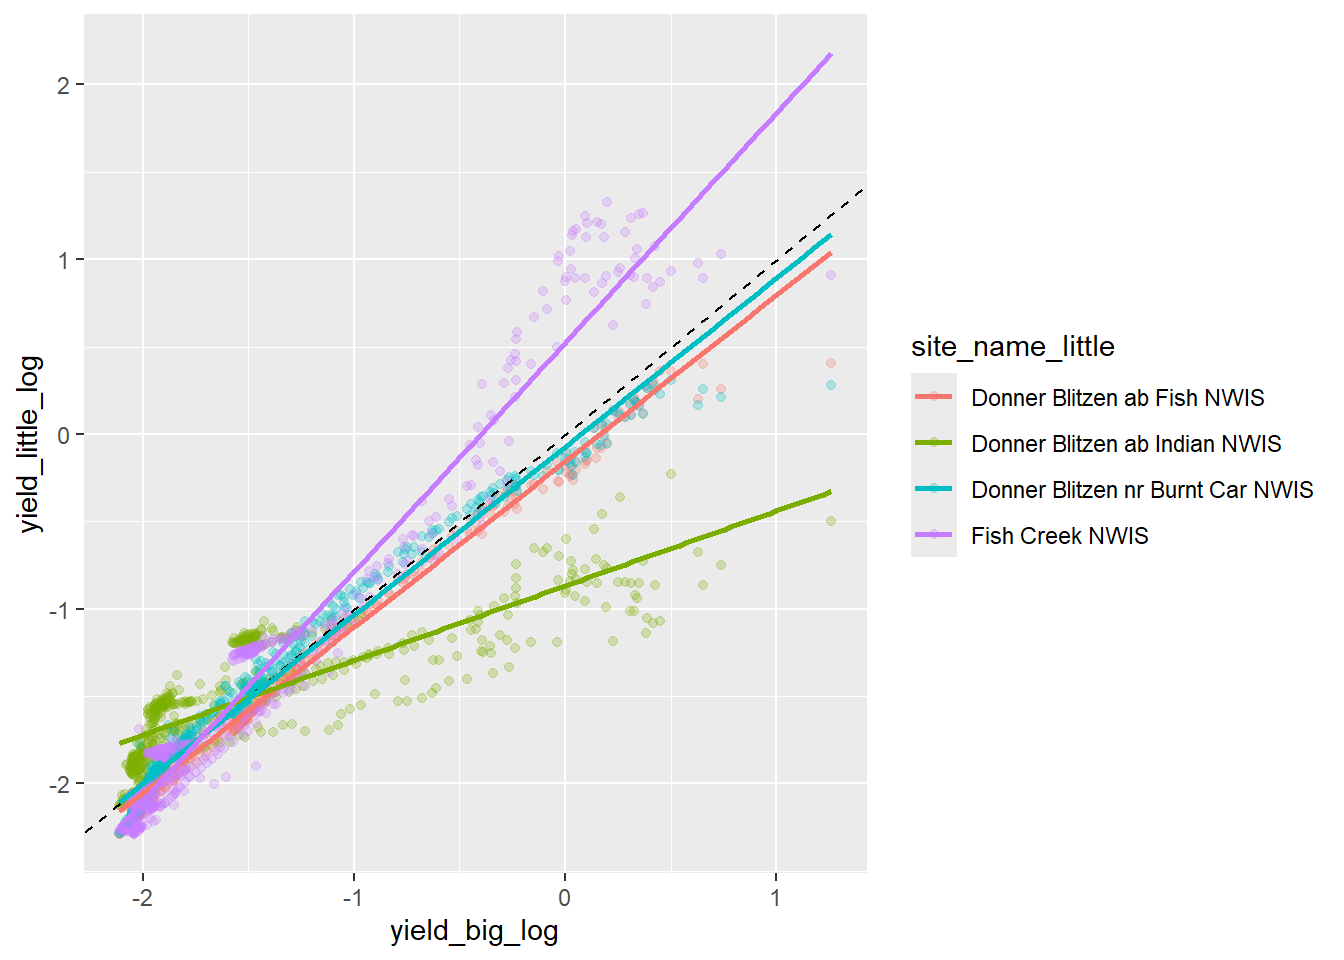 2
1
0
-1
-2
yield_little_log
-2
-1
0
1
yield_big_log
site_name_little
Donner Blitzen ab Fish NWIS
Donner Blitzen ab Indian NWIS
Donner Blitzen nr Burnt Car NWIS
Fish Creek NWIS